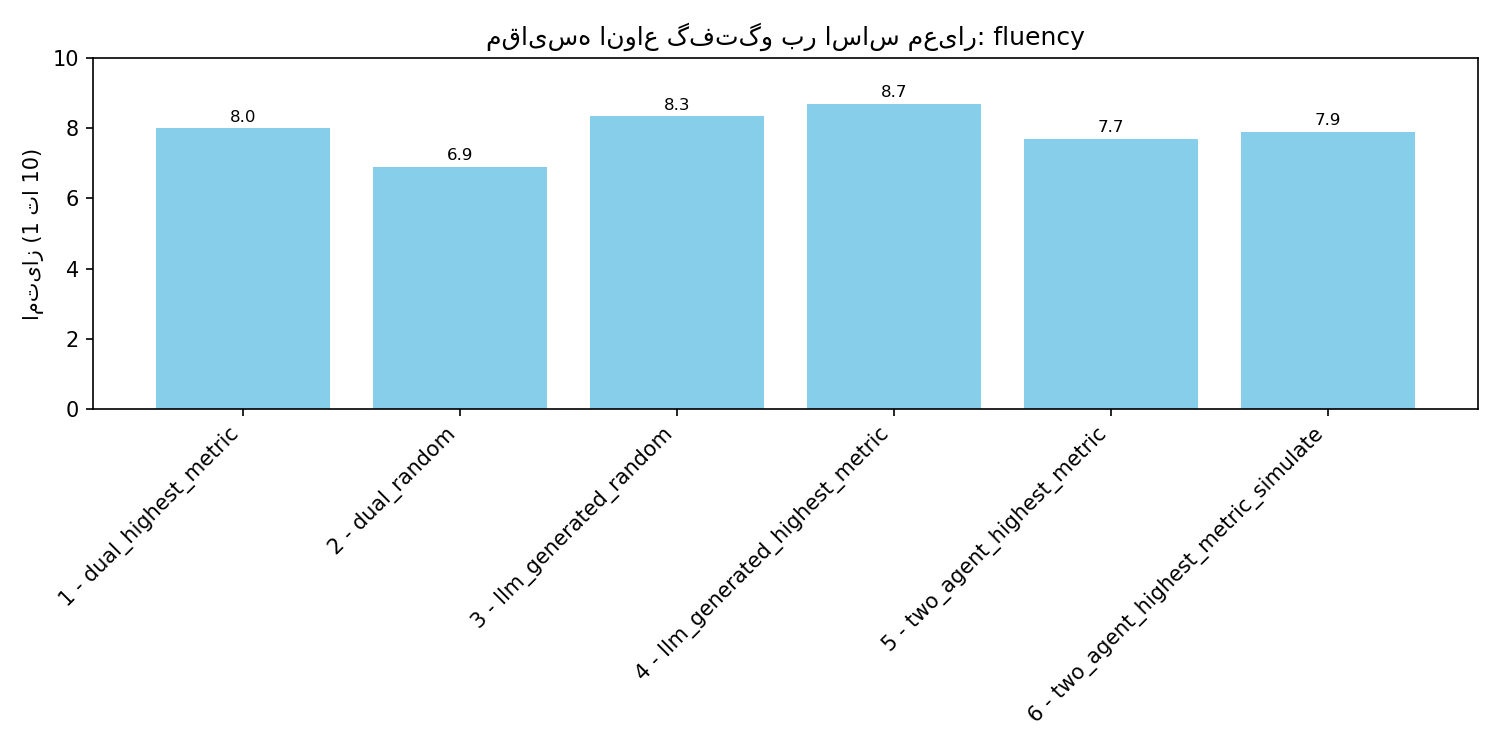 مقایسه انواع گفتگو بر اساس معیار: fluency
امتیاز (1 تا 10)
10
8
6
4
2
0
8.0
6.9
8.3
8.7
7.7
7.9
1 - dual_highest_metric
2 - dual_random
3 - llm_generated_random
4 - llm_generated_highest_metric
5 - two_agent_highest_metric
6 - two_agent_highest_metric_simulate